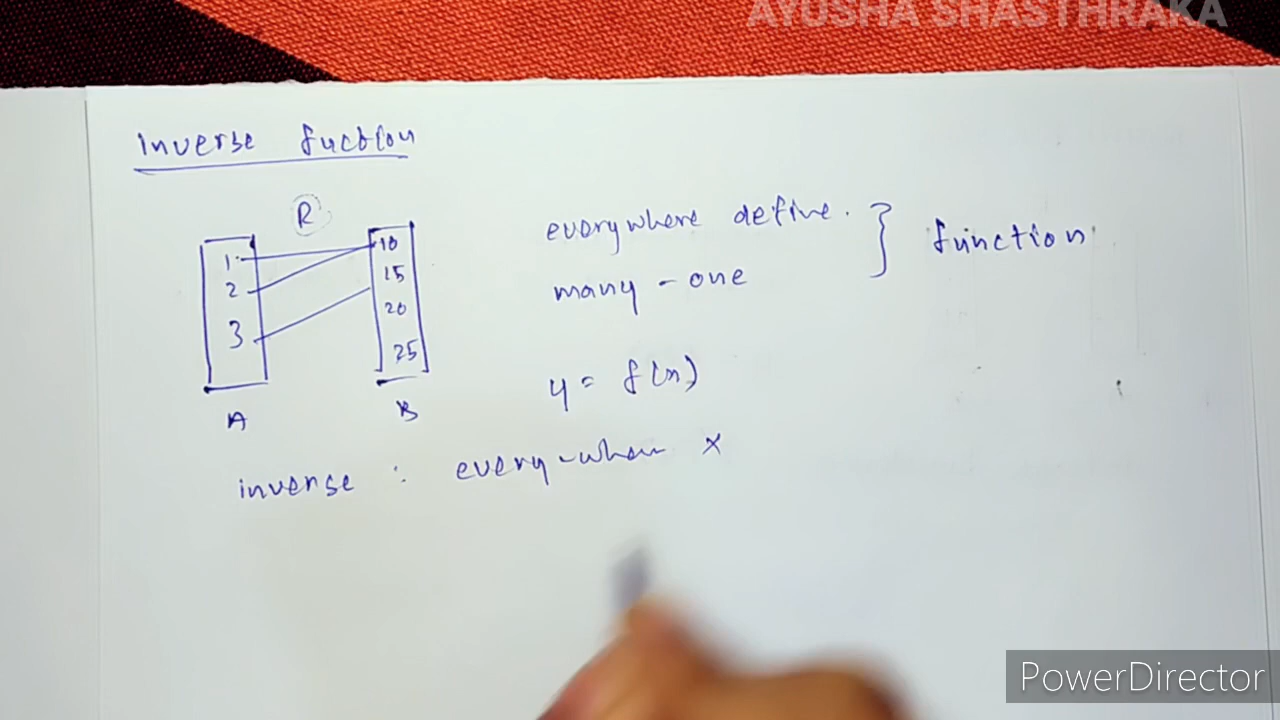 AYUSHA SHASTHRAKA
Inverse fuction
R
1
2
3
10
15
20
25
A
B
everywhere define.
many - one
} function
y = f(x)
inverse : every-when x
PowerDirector